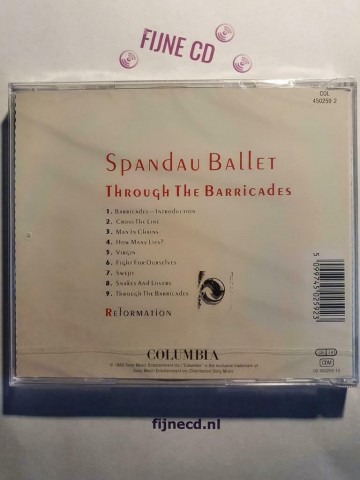 FIJNE CD
COL
450259 2
SPANDAU BALLET
THROUGH THE BARRICADES
1. BARRICADES - INTRODUCTION
2. CROSS THE LINE
3. MAN IN CHAINS
4. HOW MANY LIES?
5. VIRGIN
6. FIGHT FOR OURSELVES
7. SWEPT
8. SNAKES AND LOVERS
9. THROUGH THE BARRICADES
REFORMATION
5099745025923
COLUMBIA
fijnecd.nl